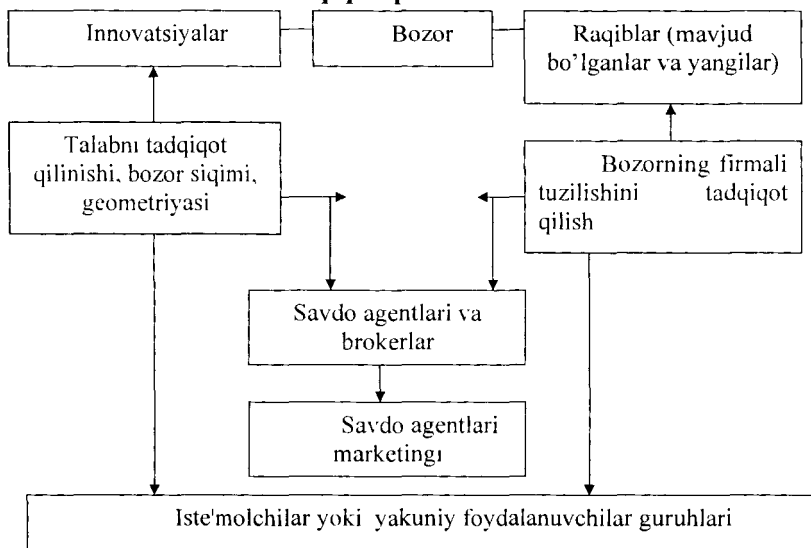 Innovatsiyalar
Bozor
Raqiblar (mavjud
bo'lganlar va yangilar)
Talabnı tadqiqot
qilinishi, bozor siqimi,
geometriyasi
Bozorning firmali
tuzilishini tadqiqot
qilish
Savdo agentlari va
brokerlar
Savdo agentlari
marketingı
Iste'molchilar yoki yakuniy foydalanuvchilar guruhlari